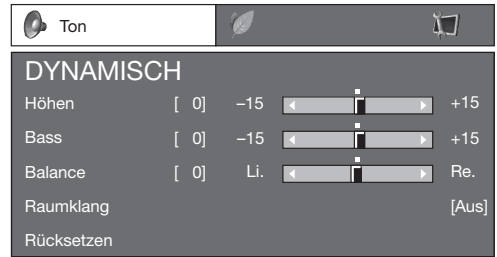 Ton
DYNAMISCH
Höhen [ 0] –15 +15
Bass [ 0] –15 +15
Balance [ 0] Li. Re.
Raumklang [Aus]
Rücksetzen